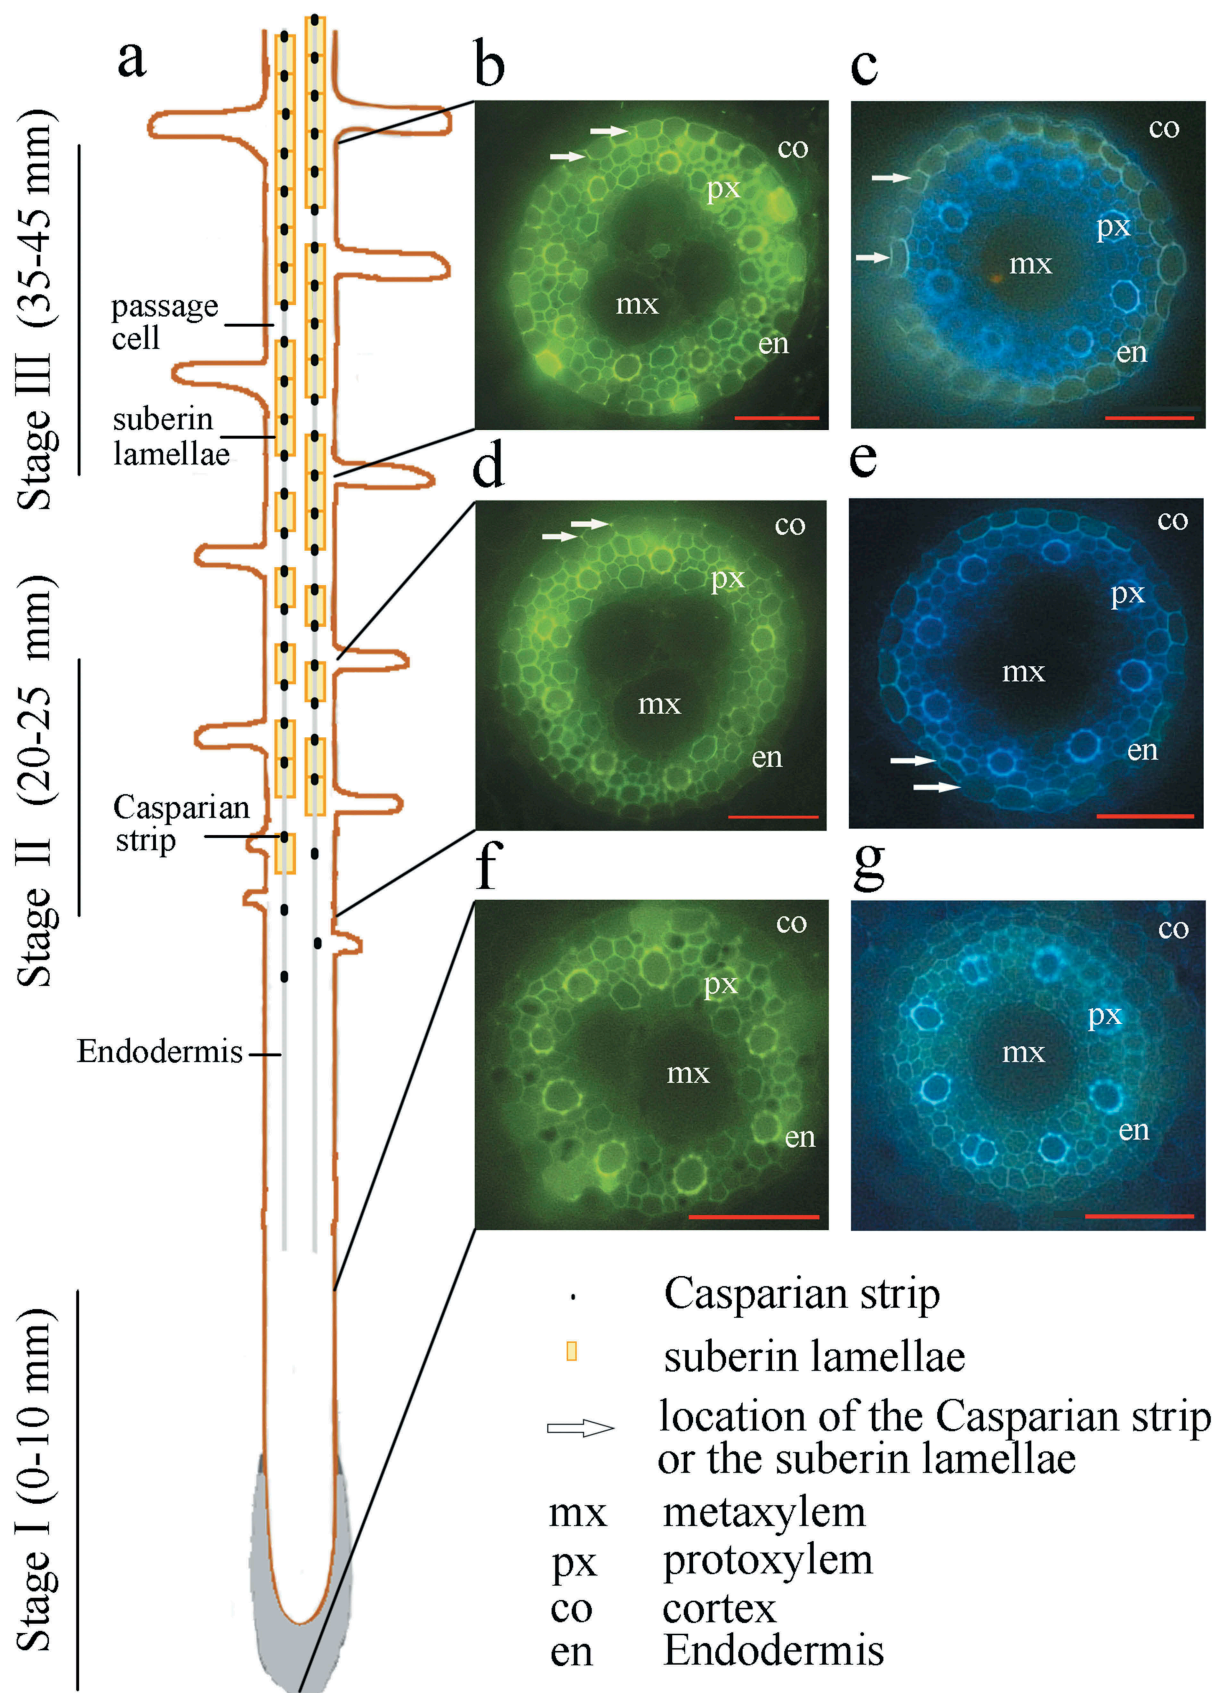 a
b
c
Stage III (35-45 mm)
passage
cell
suberin
lamellae
co
px
mx
en
co
px
mx
en
d
e
Stage II (20-25 mm)
Casparian
strip
co
px
mx
en
co
px
mx
en
f
g
Endodermis
co
px
mx
en
co
px
mx
en
Stage I (0-10 mm)
Casparian strip
suberin lamellae
location of the Casparian strip
or the suberin lamellae
mx metaxylem
px protoxylem
co cortex
en Endodermis